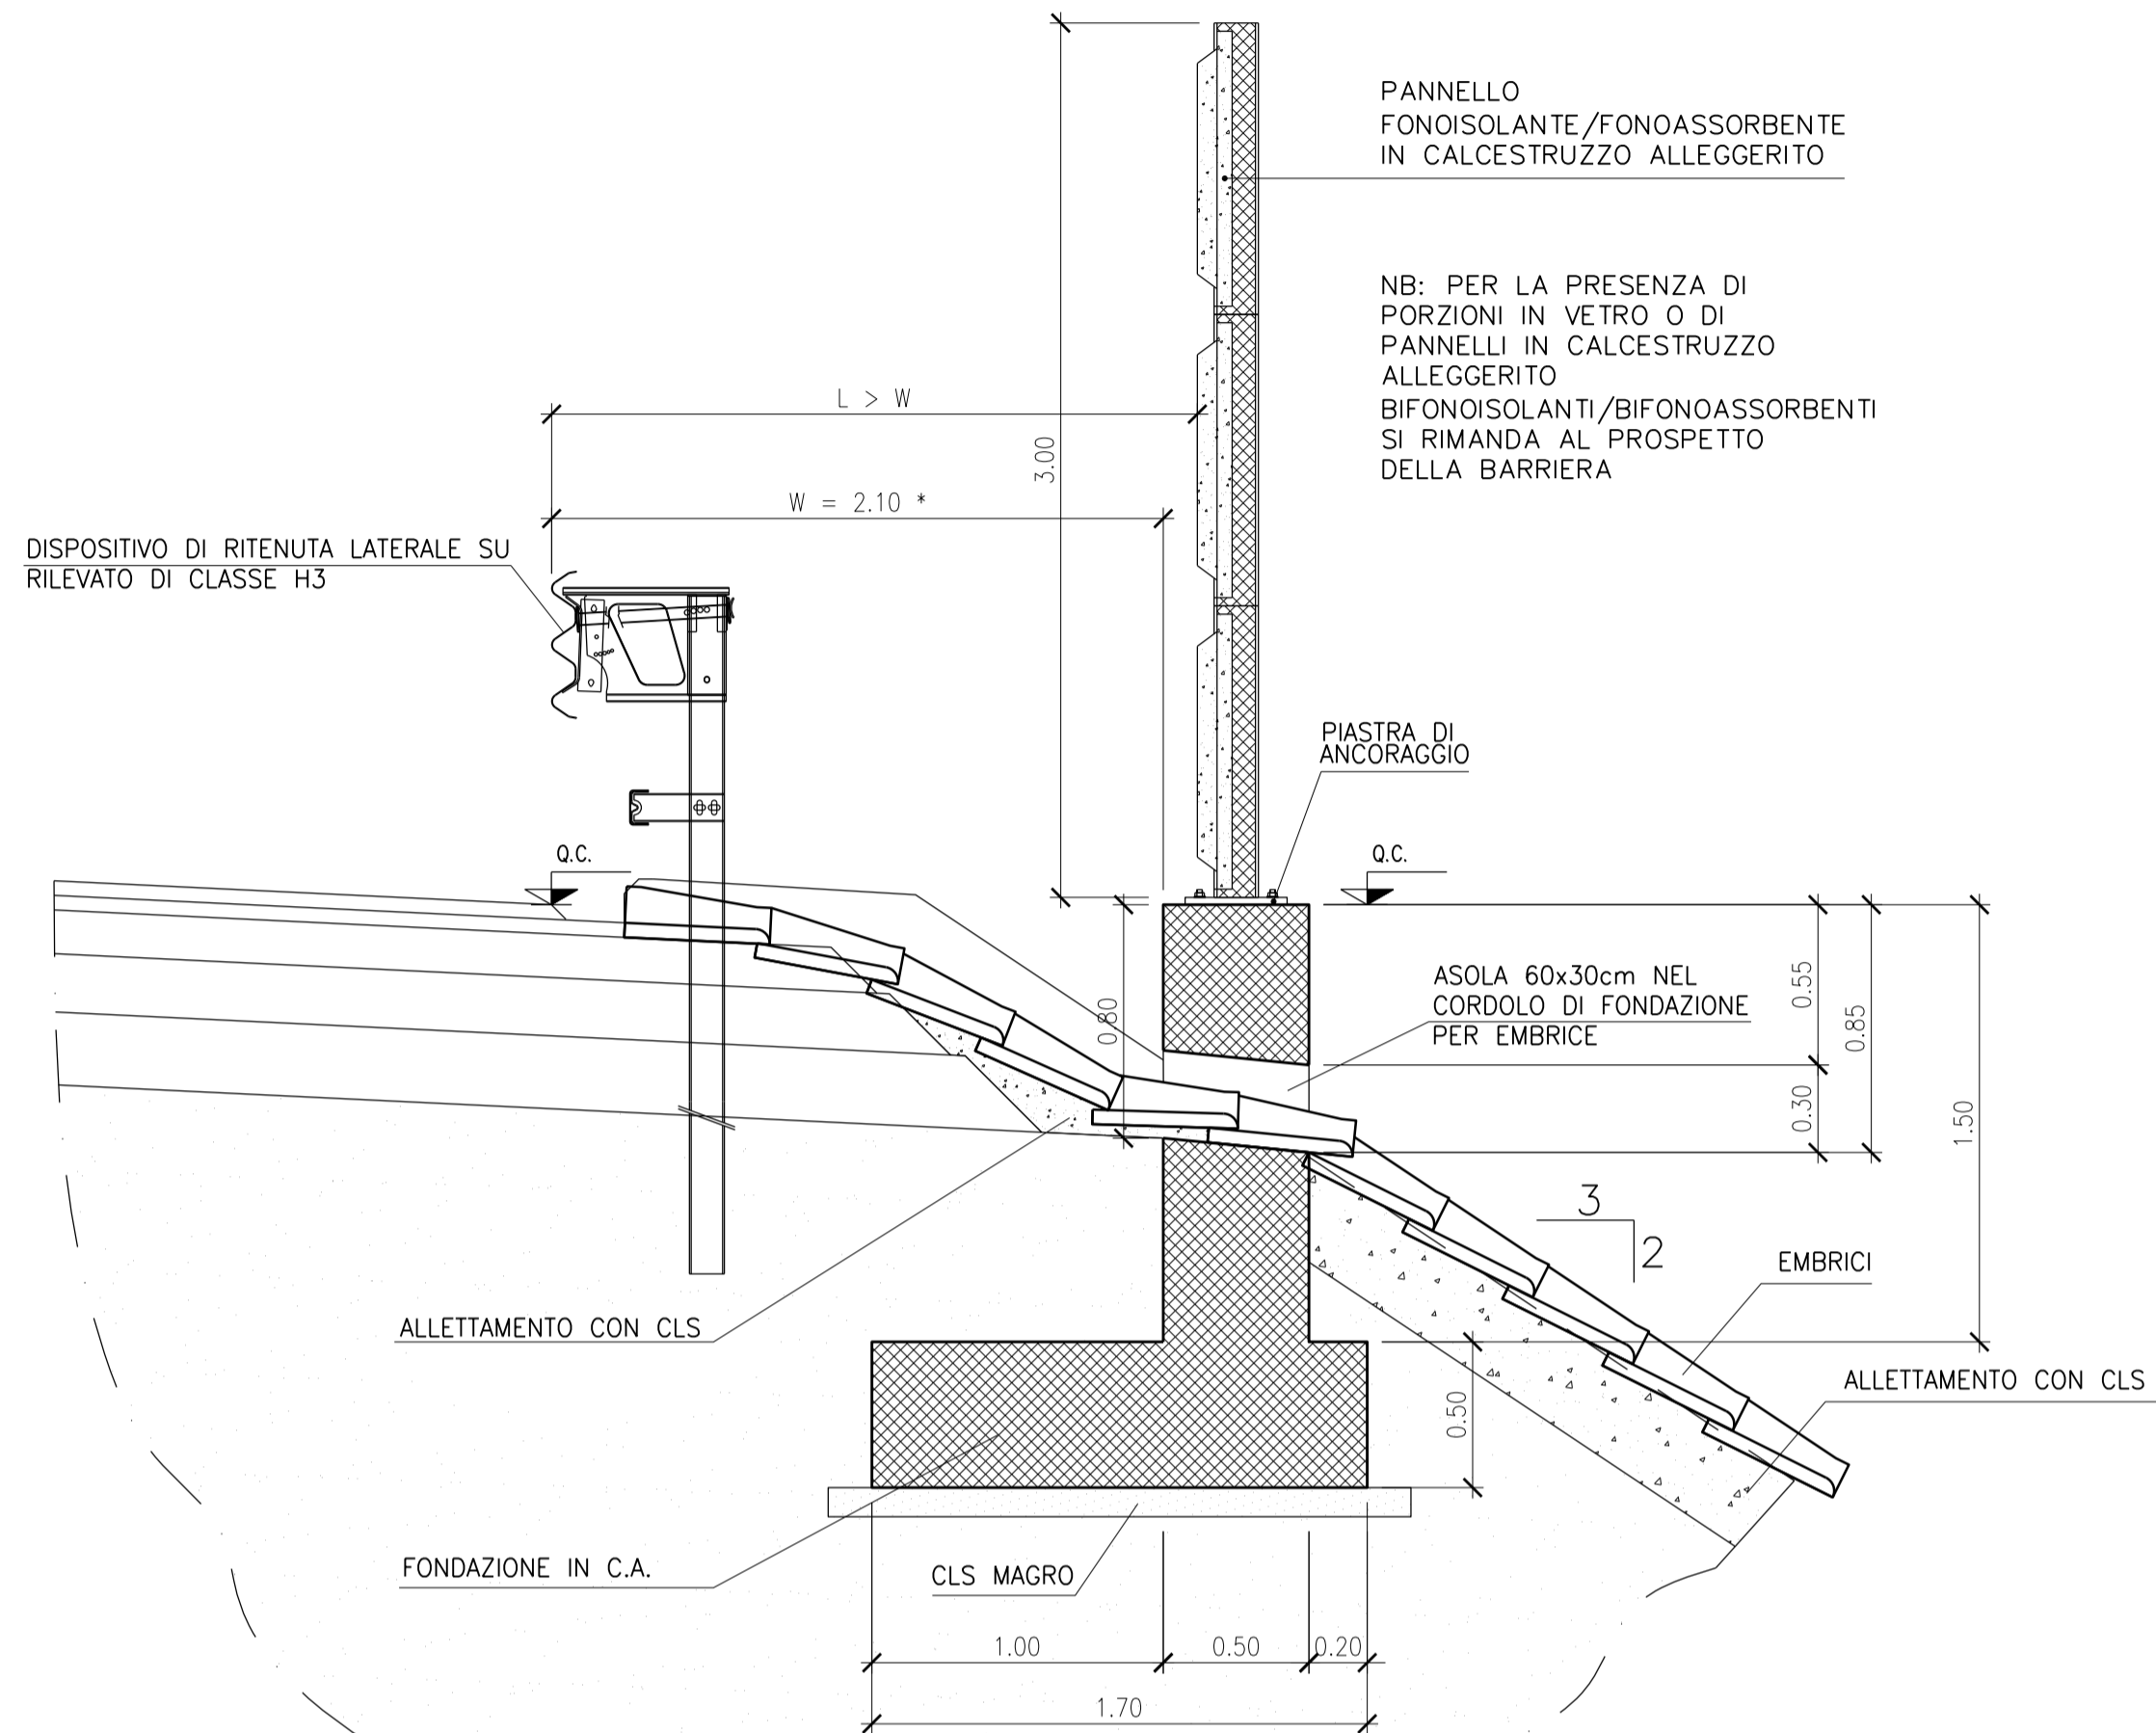 PANNELLO
FONOISOLANTE/FONOASSORBENTE
IN CALCESTRUZZO ALLEGGERITO
NB: PER LA PRESENZA DI
PORZIONI IN VETRO O DI
PANNELLI IN CALCESTRUZZO
ALLEGGERITO
BIFONOISOLANTI/BIFONOASSORBENTI
SI RIMANDA AL PROSPETTO
DELLA BARRIERA
L > W
3.00
W = 2.10 *
DISPOSITIVO DI RITENUTA LATERALE SU
RILEVATO DI CLASSE H3
PIASTRA DI
ANCORAGGIO
Q.C.
Q.C.
ASOLA 60x30cm NEL
CORDOLO DI FONDAZIONE
PER EMBRICE
0.80
0.55
0.85
0.30
1.50
3
2
EMBRICI
ALLETTAMENTO CON CLS
ALLETTAMENTO CON CLS
0.50
FONDAZIONE IN C.A.
CLS MAGRO
1.00
0.50
0.20
1.70